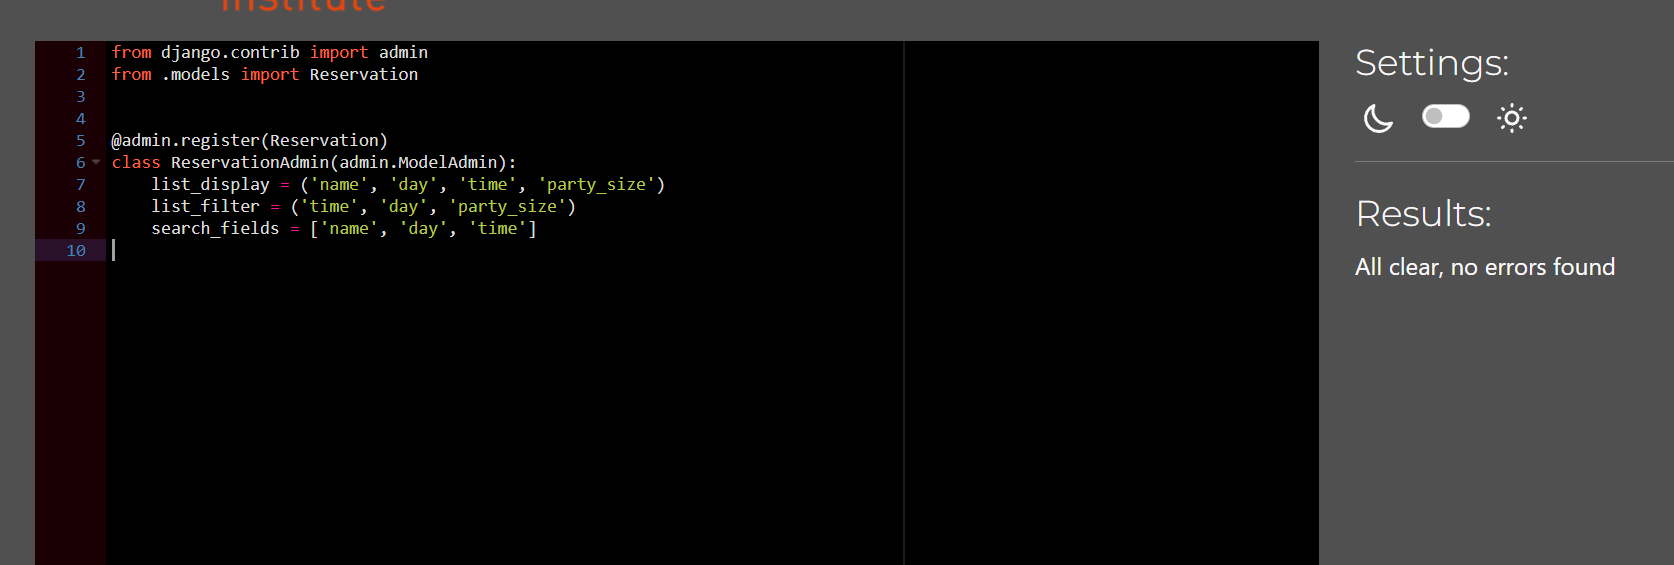 institute
1 from django.contrib import admin
2 from .models import Reservation
3
4
5 @admin.register(Reservation)
6 class ReservationAdmin(admin.ModelAdmin):
7     list_display = ('name', 'day', 'time', 'party_size')
8     list_filter = ('time', 'day', 'party_size')
9     search_fields = ['name', 'day', 'time']
10
Settings:
Results:
All clear, no errors found